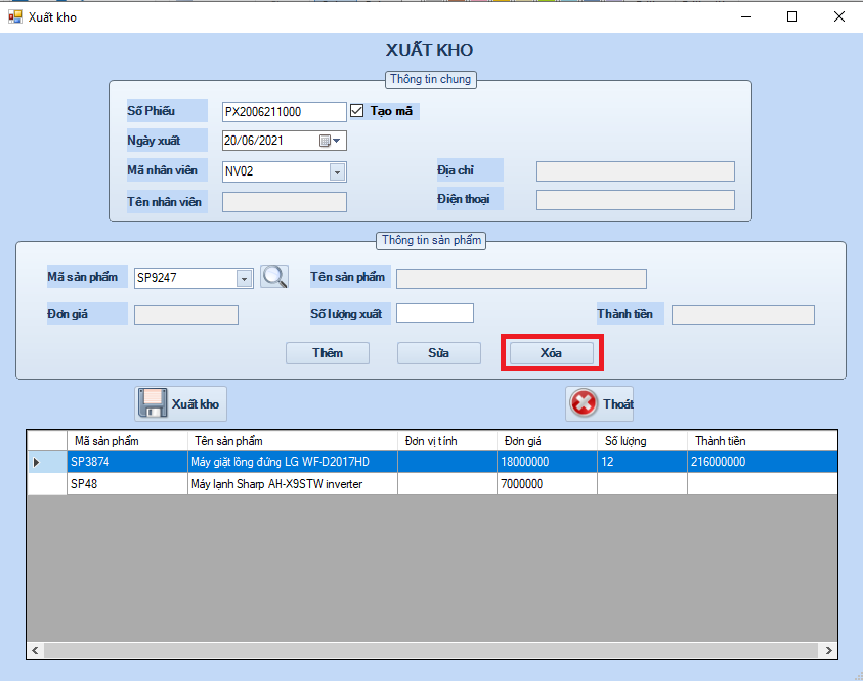 Xuất kho
XUẤT KHO
Thông tin chung
Số Phiếu PX2006211000 Tạo mã
Ngày xuất 20/06/2021
Mã nhân viên NV02 Địa chỉ
Tên nhân viên Điện thoại
Thông tin sản phẩm
Mã sản phẩm SP9247 Tên sản phẩm
Đơn giá Số lượng xuất Thành tiền
Thêm Sửa Xóa
Xuất kho Thoát
Mã sản phẩm Tên sản phẩm Đơn vị tính Đơn giá Số lượng Thành tiền
SP3874 Máy giặt lồng đứng LG WF-D2017HD 18000000 12 216000000
SP48 Máy lạnh Sharp AH-X9STW inverter 7000000